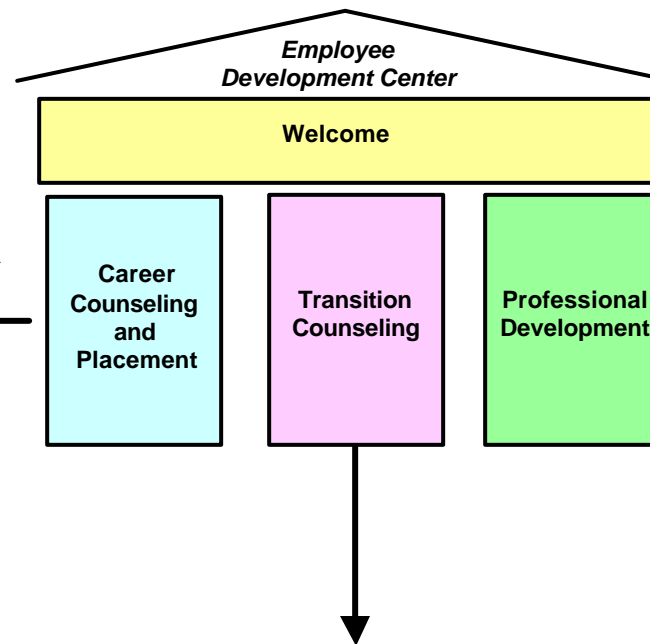 Employee
Development Center
Welcome
Career
Counseling
and
Placement
Transition
Counseling
Professional
Development